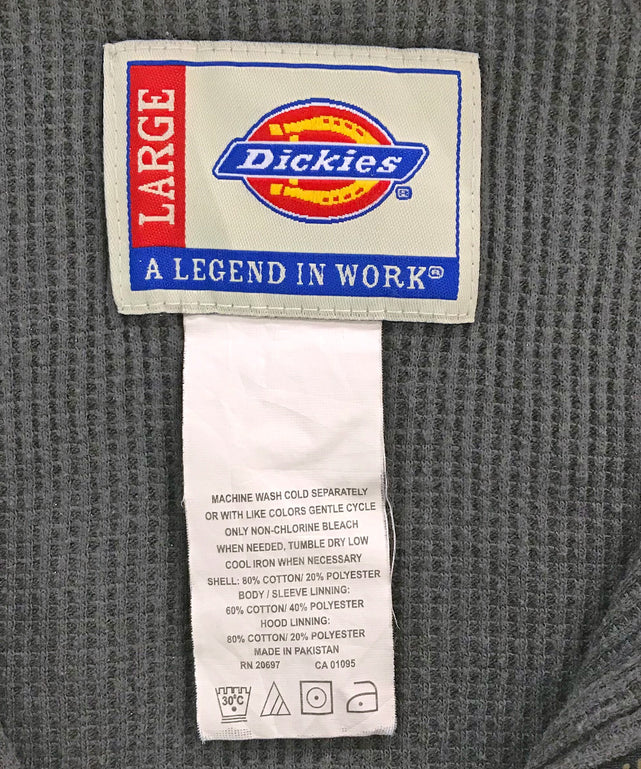 LARGE
Dickies®
A LEGEND IN WORK®
MACHINE WASH COLD SEPARATELY
OR WITH LIKE COLORS GENTLE CYCLE
ONLY NON-CHLORINE BLEACH
WHEN NEEDED, TUMBLE DRY LOW
COOL IRON WHEN NECESSARY
SHELL: 80% COTTON/ 20% POLYESTER
BODY / SLEEVE LINNING:
60% COTTON/ 40% POLYESTER
HOOD LINNING:
80% COTTON/ 20% POLYESTER
MADE IN PAKISTAN
RN 20697 CA 01095
30°C